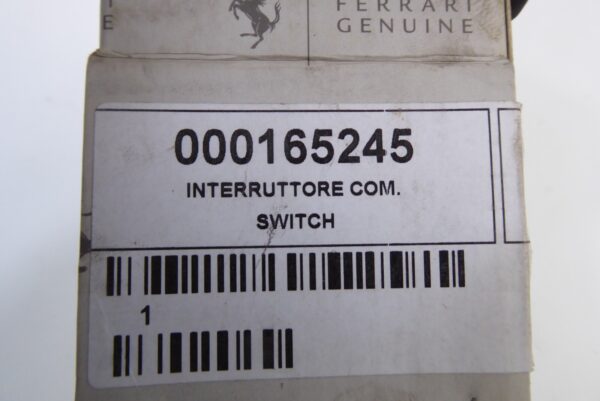 E
FERRARI
GENUINE
000165245
INTERRUTTORE COM.
SWITCH
1